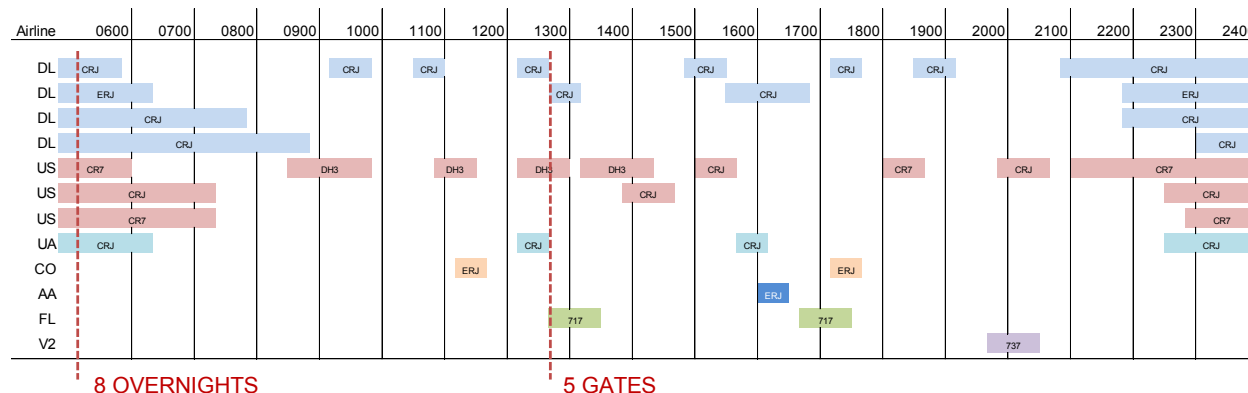 Airline 0600 0700 0800 0900 1000 1100 1200 1300 1400 1500 1600 1700 1800 1900 2000 2100 2200 2300 2400
DL CRJ CRJ CRJ CRJ CRJ CRJ CRJ CRJ
DL ERJ CRJ CRJ ERJ
DL CRJ CRJ
DL CRJ CRJ
US CR7 DH3 DH3 DH3 DH3 CRJ CR7 CRJ CR7
US CRJ CRJ CRJ
US CR7 CR7
UA CRJ CRJ CRJ CRJ
CO ERJ ERJ
AA ERJ
FL 717 717
V2 737
8 OVERNIGHTS 5 GATES